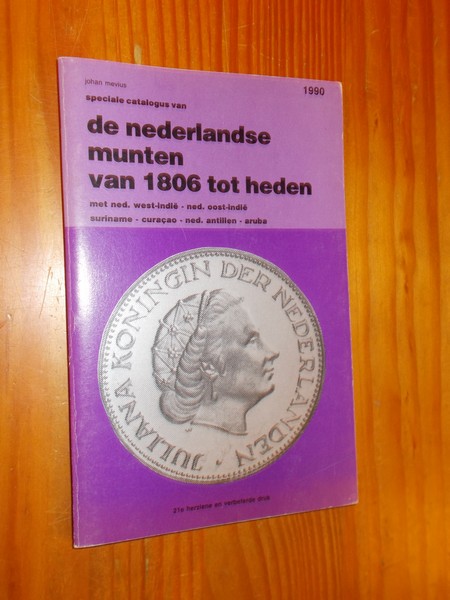 johan mevius
1990
speciale catalogus van
de nederlandse
munten
van 1806 tot heden
met ned. west-indië - ned. oost-indië
suriname - curaçao - ned. antillen - aruba
JULIANA KONINGIN DER NEDERLANDEN
21e herziene en verbeterde druk